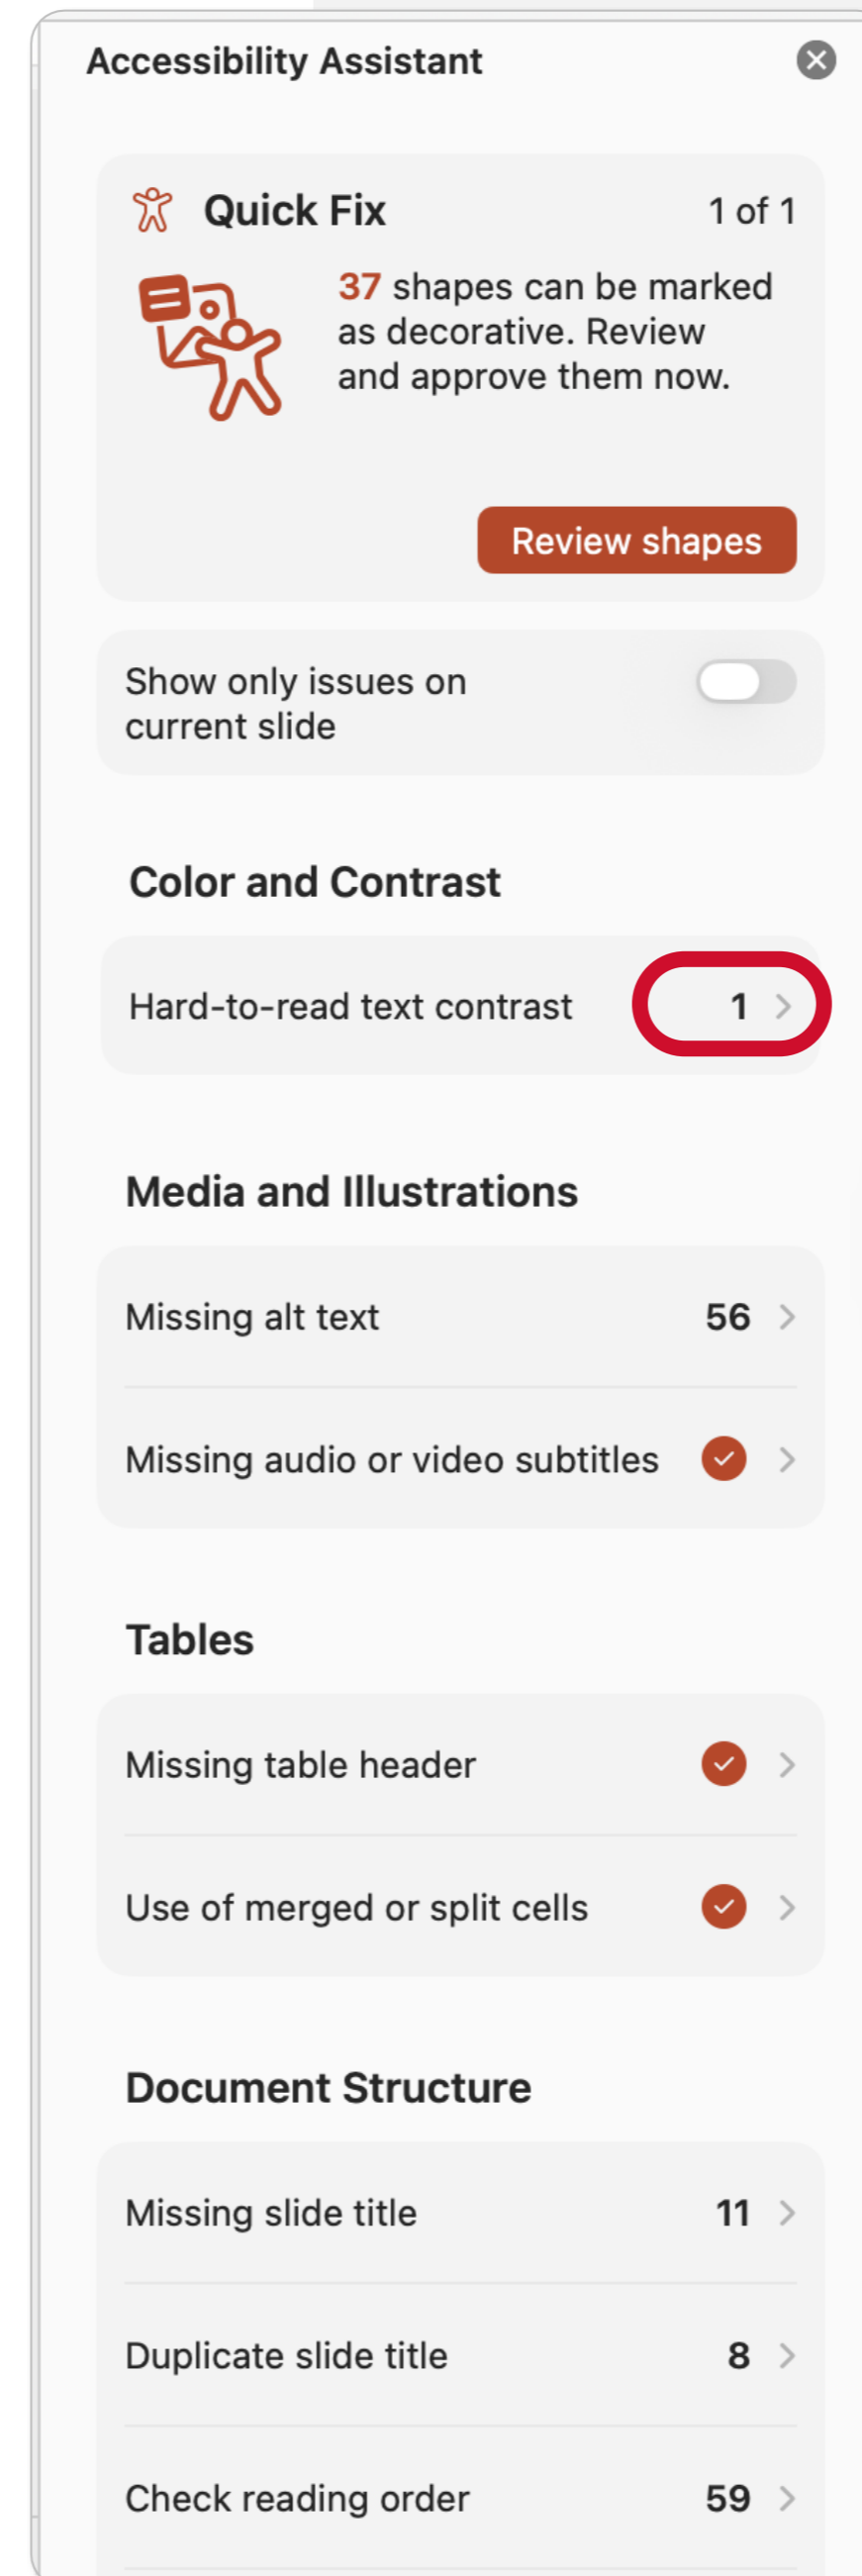 Accessibility Assistant
Quick Fix 1 of 1
37 shapes can be marked
as decorative. Review
and approve them now.
Review shapes
Show only issues on
current slide
Color and Contrast
Hard-to-read text contrast 1
Media and Illustrations
Missing alt text 56
Missing audio or video subtitles
Tables
Missing table header
Use of merged or split cells
Document Structure
Missing slide title 11
Duplicate slide title 8
Check reading order 59